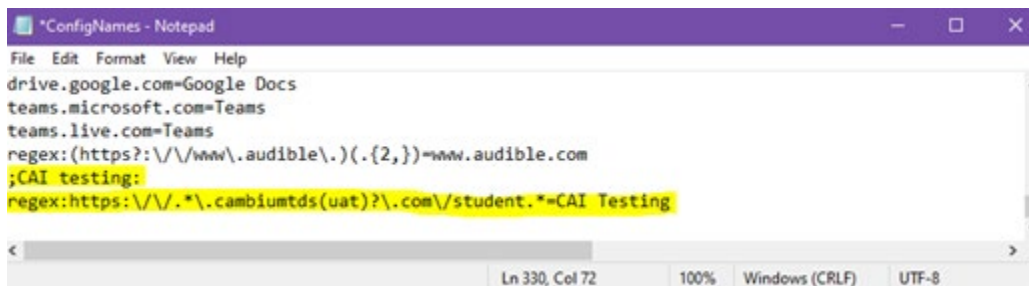 *ConfigNames - Notepad
File Edit Format View Help
drive.google.com=Google Docs
teams.microsoft.com=Teams
teams.live.com=Teams
regex:(https?:\/\/www\.audible\.)(.{2,})=www.audible.com
;CAI testing:
regex:https:\/\/.*\.cambiumtds(uat)?\.com\/student.*=CAI Testing
Ln 330, Col 72 100% Windows (CRLF) UTF-8